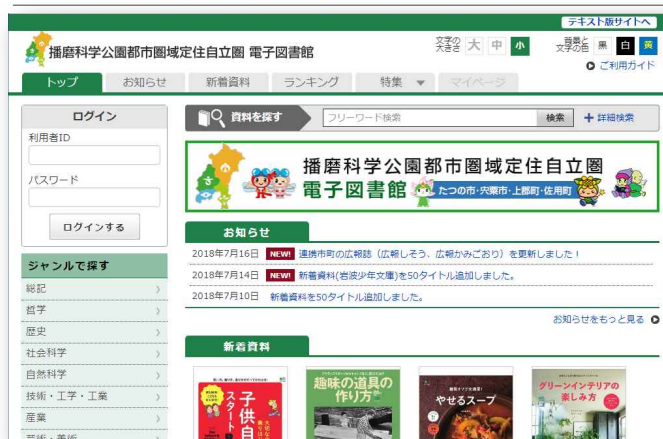 テキスト版サイトへ
播磨科学公園都市圏域定住自立圏 電子図書館
文字の大きさ 大 中 小
背景と文字の色 黒 白 黄
ご利用ガイド
トップ お知らせ 新着資料 ランキング 特集 ▼ マイページ
ログイン
利用者ID
パスワード
ログインする
資料を探す フリーワード検索 検索 + 詳細検索
播磨科学公園都市圏域定住自立圏
電子図書館 たつの市・宍粟市・上郡町・佐用町
お知らせ
2018年7月16日 NEW! 連携市町の広報誌（広報しそう、広報かみごおり）を更新しました！
2018年7月14日 NEW! 新着資料(岩波少年文庫)を50タイトル追加しました。
2018年7月10日 新着資料を50タイトル追加しました。
お知らせをもっと見る
ジャンルで探す
総記
哲学
歴史
社会科学
自然科学
技術・工学・工業
産業
芸術・美術
新着資料
子供自
スタート
趣味の道具の
作り方
やせるスープ
グリーンインテリアの
楽しみ方